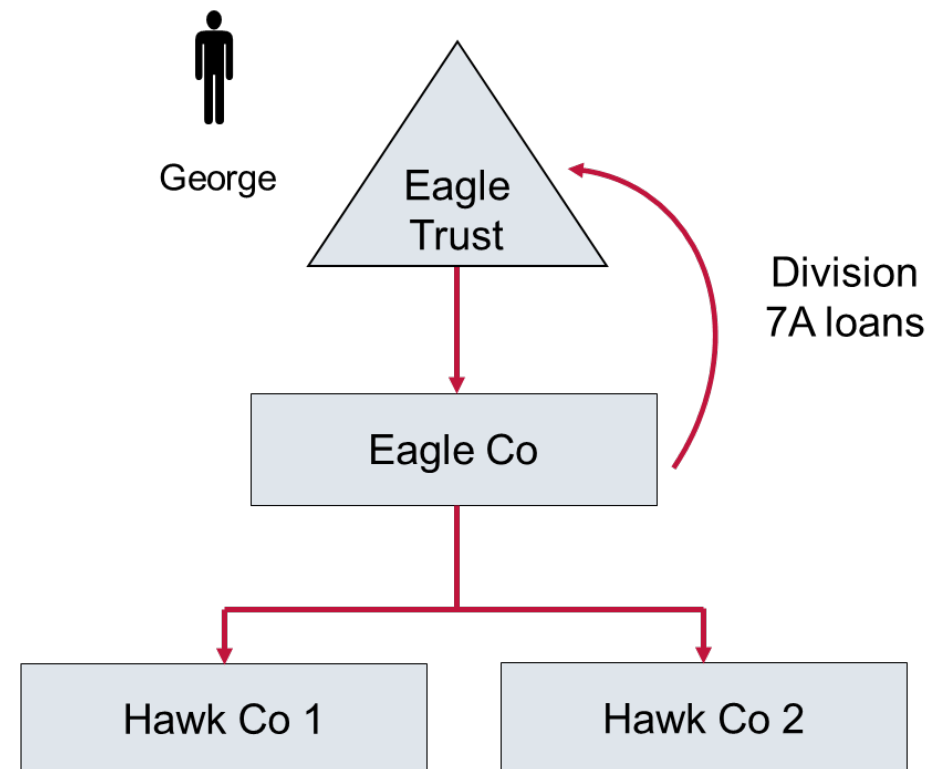 George
Eagle
Trust
Division
7A loans
Eagle Co
Hawk Co 1
Hawk Co 2